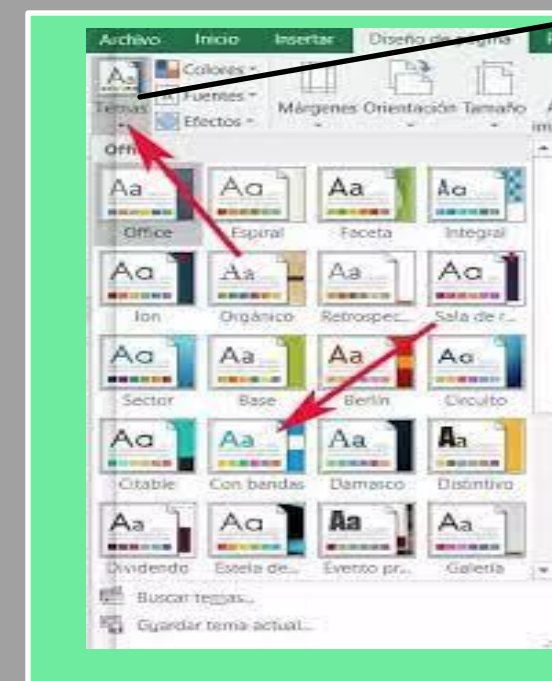 Archivo Inicio Insertar Diseño de página
Colores
Temas Fuentes Márgenes Orientación Tamaño
Efectos
Aa Aa Aa Aa
Office Espiral Faceta Integral
Aa Aa Aa Aa
Ion Orgánico Retrospec... Sala de r...
Aa Aa Aa Aa
Sector Base Berlín Circuito
Aa Aa Aa Aa
Citable Con bandas Damasco Distintivo
Aa Aa Aa Aa
Dividendo Estela de... Evento pr... Galería
Buscar temas...
Guardar tema actual...